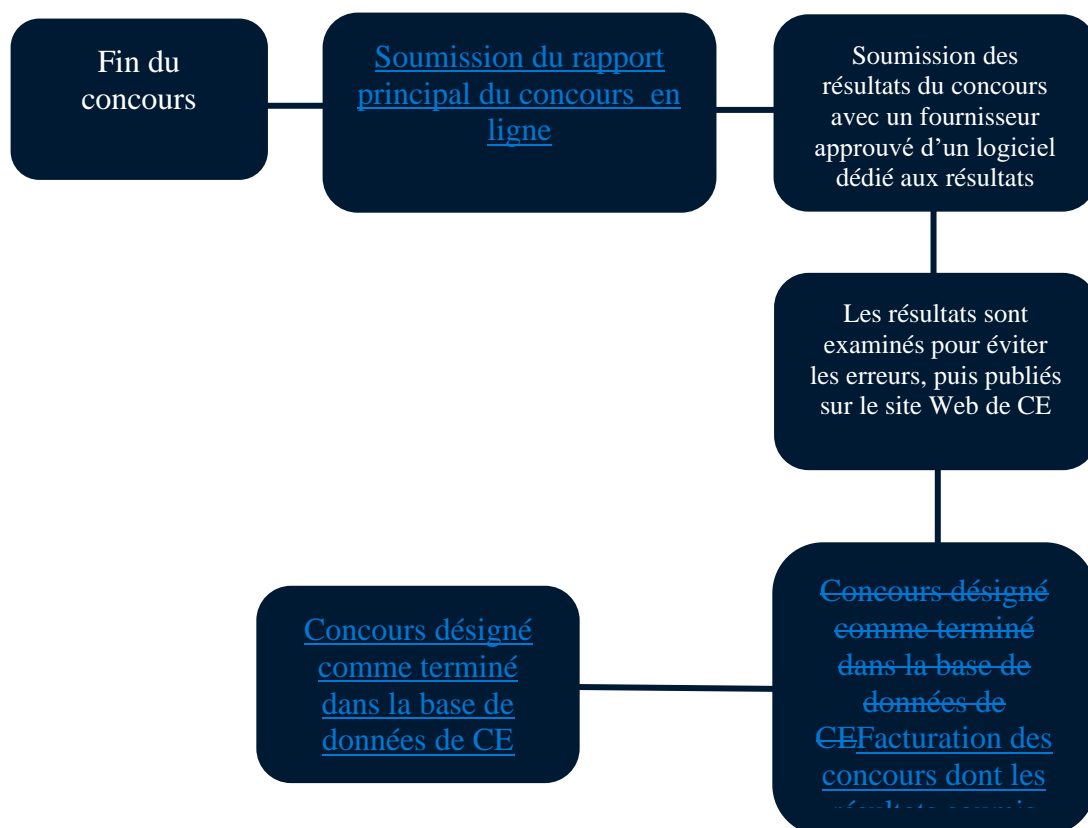 Fin du
concours
Soumission du rapport
principal du concours  en
ligne
Soumission des
résultats du concours
avec un fournisseur
approuvé d’un logiciel
dédié aux résultats
Les résultats sont
examinés pour éviter
les erreurs, puis publiés
sur le site Web de CE
Concours désigné
comme terminé
dans la base de
données de
CEFacturation des
concours dont les
résultats soumis
Concours désigné
comme terminé
dans la base de
données de CE